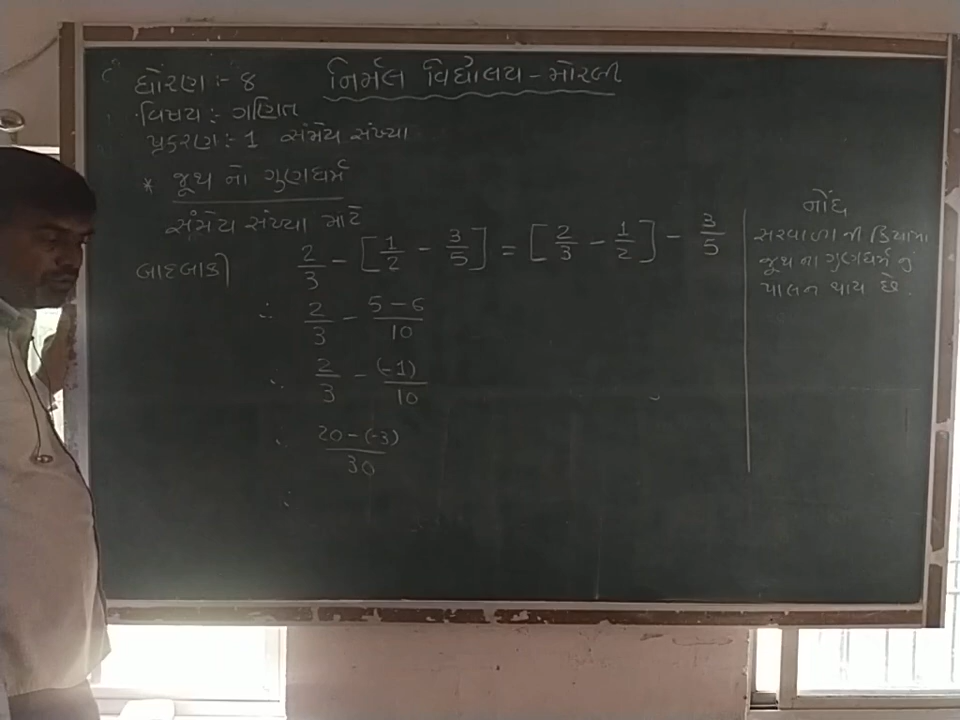 નિર્મલ વિદ્યાલય - મોરબી
ધોરણ :- ૪
વિષય :- ગણિત
પ્રકરણ :- 1 સંમેય સંખ્યા
* જૂથ નો ગુણધર્મ
સંમેય સંખ્યા માટે
બાદબાકી 2/3 - [1/2 - 3/5] = [2/3 - 1/2] - 3/5
∴ 2/3 - 5-6/10
∴ 2/3 - (-1)/10
∴ 20-(-3)/30
∴
નોંધ
સરવાળા ની ક્રિયામાં
જૂથ ના ગુણધર્મ નું
પાલન થાય છે.